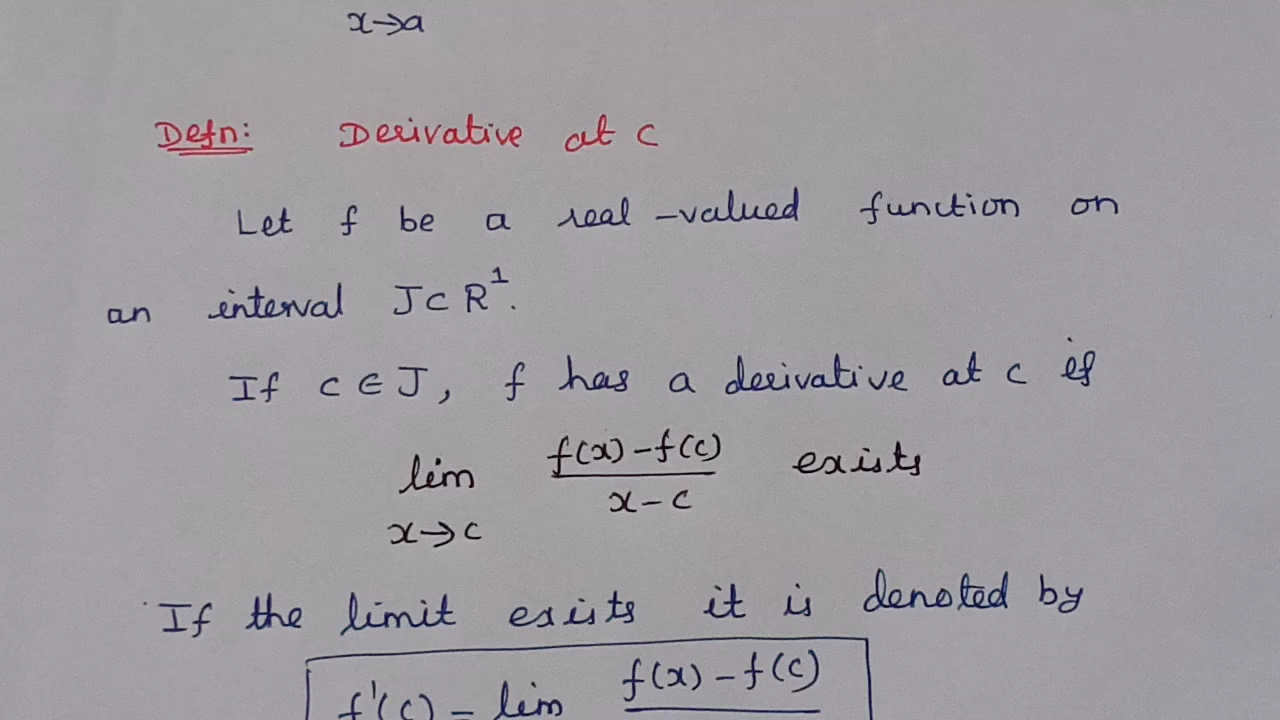 x→a
Defn: Derivative at c
Let f be a real-valued function on
an interval J⊂R¹.
If c∈J, f has a derivative at c if
lim f(x)-f(c) exists
x→c x-c
If the limit exists it is denoted by
f'(c) = lim f(x)-f(c)